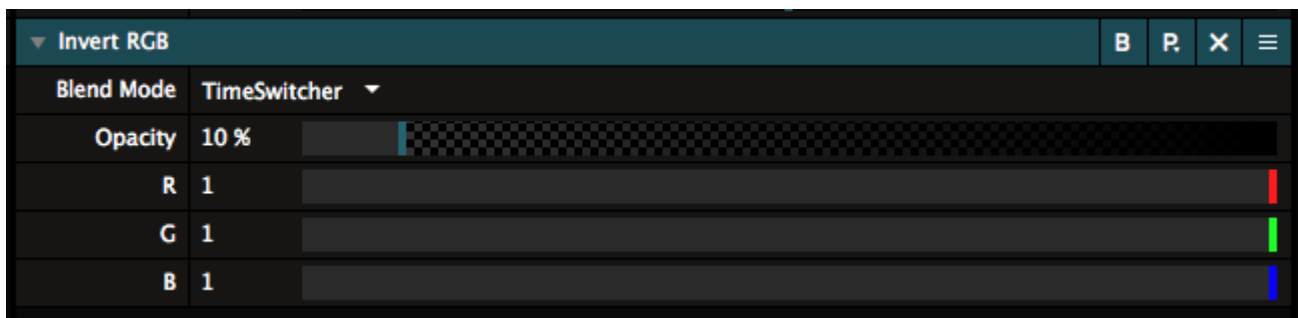 Invert RGB B P. X ≡
Blend Mode TimeSwitcher
Opacity 10 %
R 1
G 1
B 1